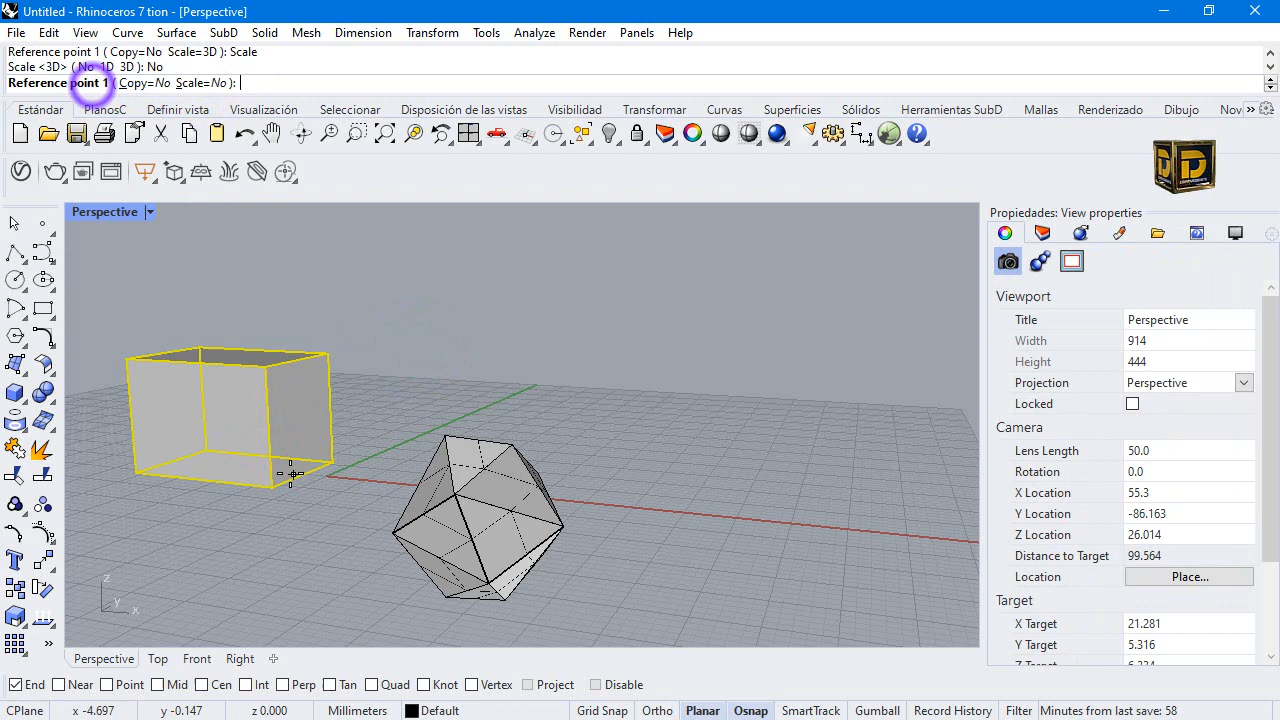 Untitled - Rhinoceros 7 tion - [Perspective]
File Edit View Curve Surface SubD Solid Mesh Dimension Transform Tools Analyze Render Panels Help
Reference point 1 ( Copy=No Scale=3D ): Scale
Scale <3D> ( No 1D 3D ): No
Reference point 1 ( Copy=No Scale=No ):
Estándar PlanosC Definir vista Visualización Seleccionar Disposición de las vistas Visibilidad Transformar Curvas Superficies Sólidos Herramientas SubD Mallas Renderizado Dibujo Nov »
Perspective
Propiedades: View properties
Viewport
Title Perspective
Width 914
Height 444
Projection Perspective
Locked
Camera
Lens Length 50.0
Rotation 0.0
X Location 55.3
Y Location -86.163
Z Location 26.014
Distance to Target 99.564
Location Place...
Target
X Target 21.281
Y Target 5.316
z
y
x
Perspective Top Front Right
End Near Point Mid Cen Int Perp Tan Quad Knot Vertex Project Disable
CPlane x -4.697 y -0.147 z 0.000 Millimeters Default Grid Snap Ortho Planar Osnap SmartTrack Gumball Record History Filter Minutes from last save: 58